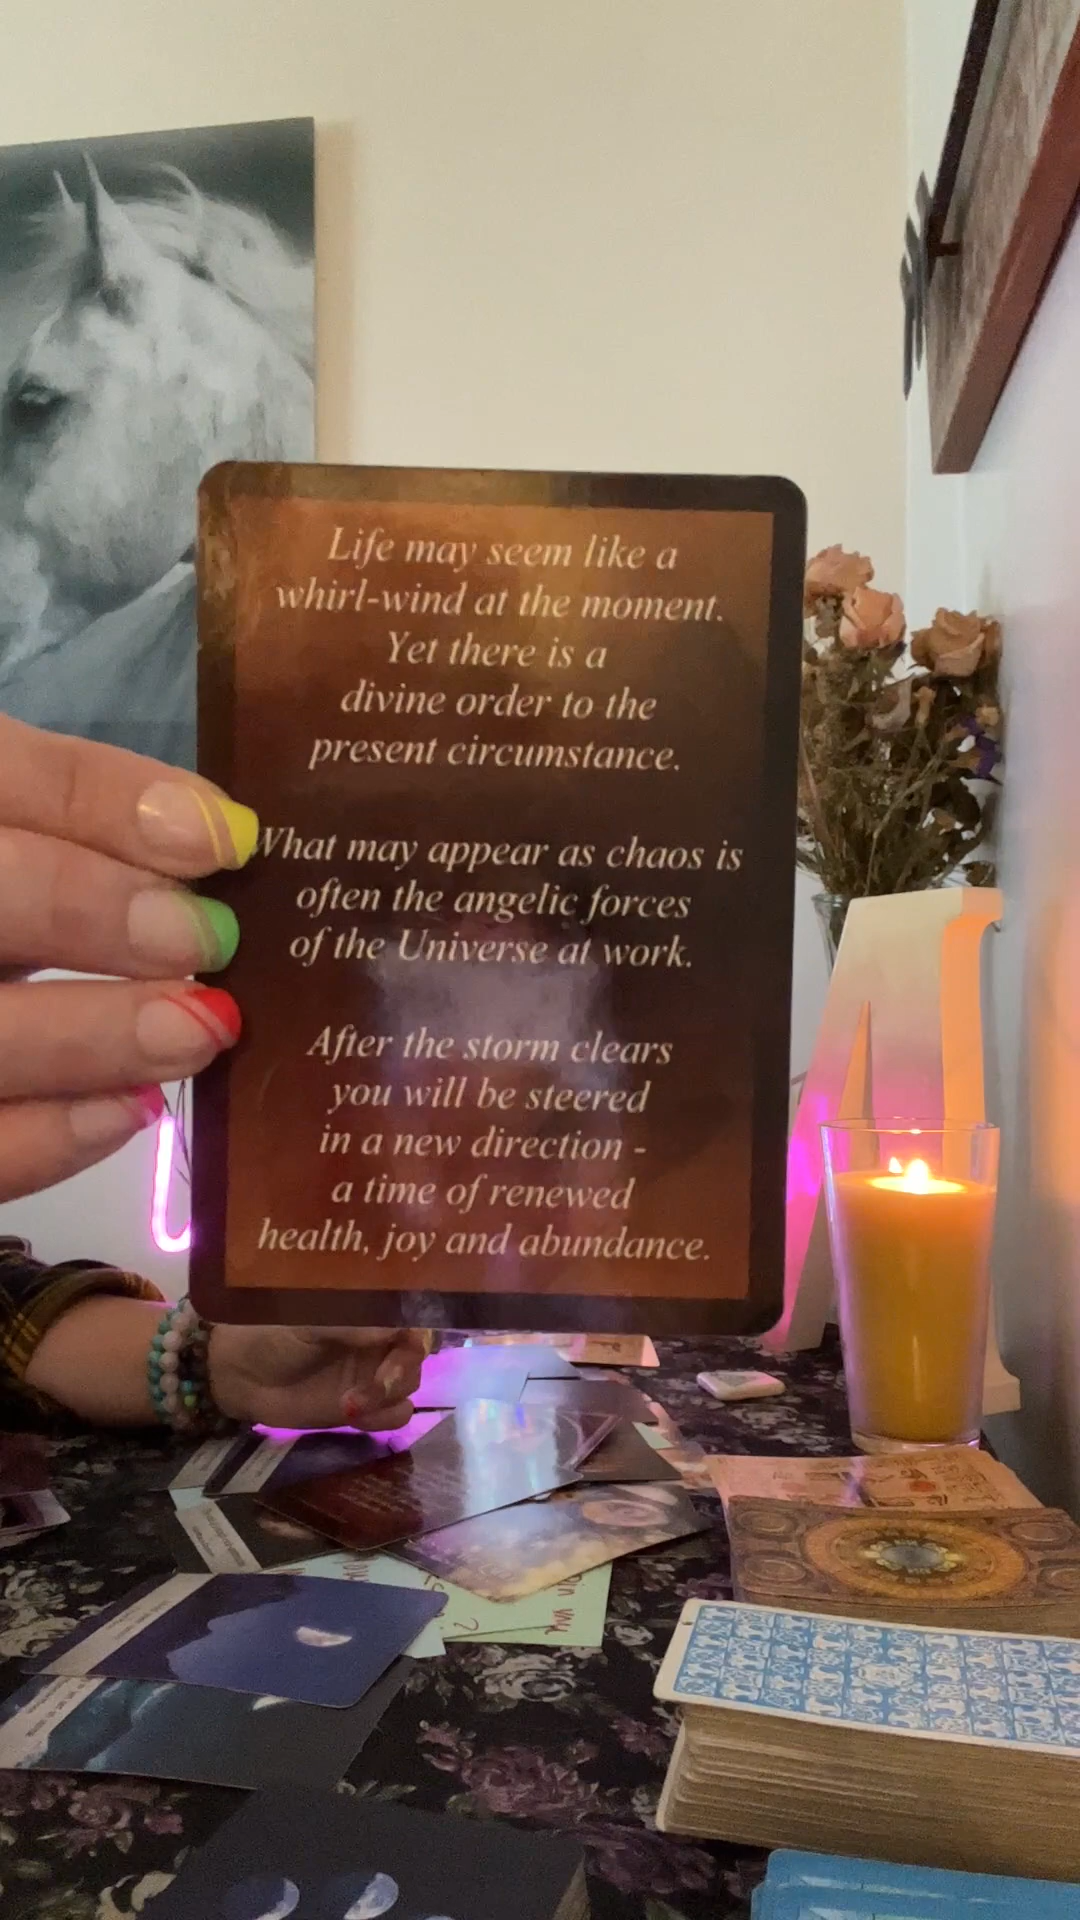 Life may seem like a
whirl-wind at the moment.
Yet there is a
divine order to the
present circumstance.
What may appear as chaos is
often the angelic forces
of the Universe at work.
After the storm clears
you will be steered
in a new direction -
a time of renewed
health, joy and abundance.